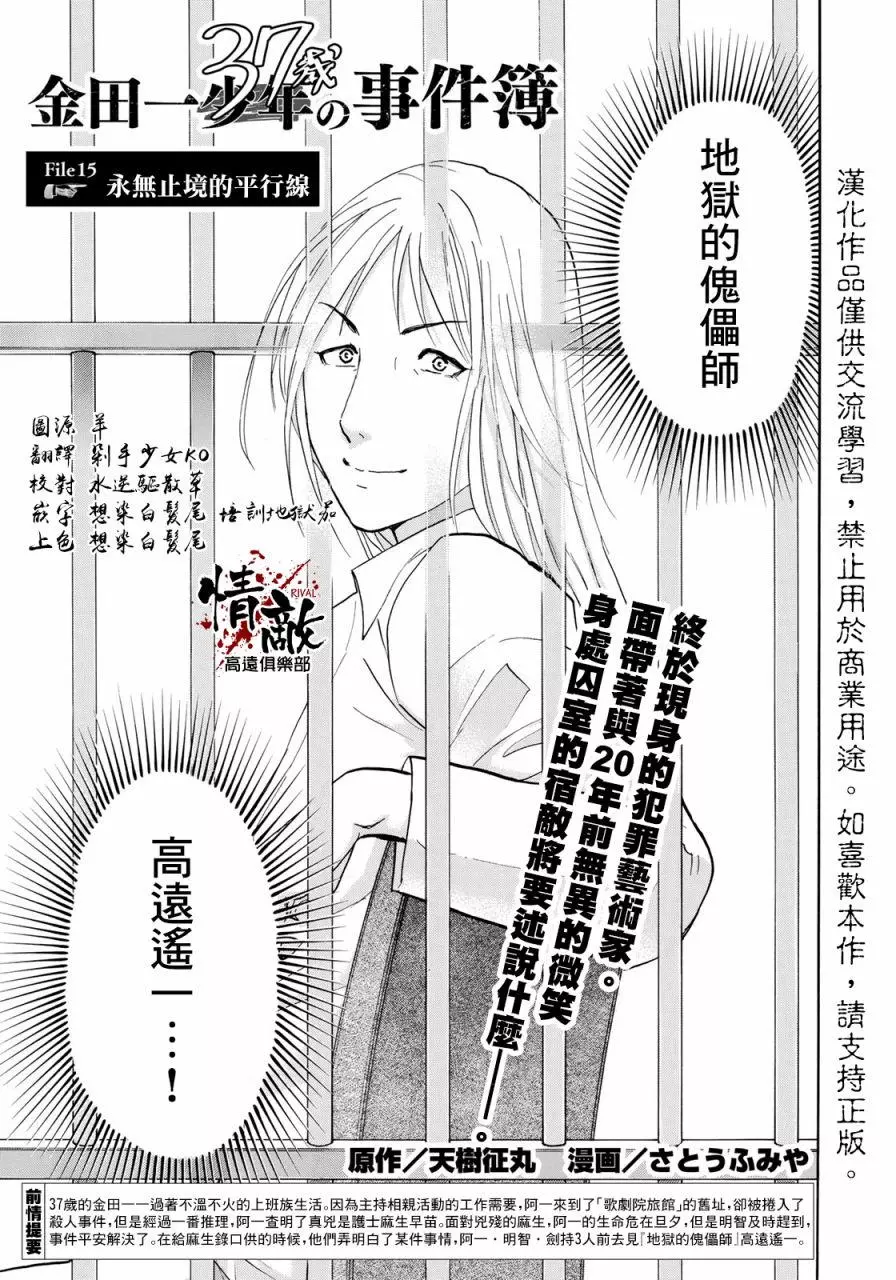 37歲
金田一少年の事件簿
File15
永無止境的平行線
地獄的傀儡師
圖源 羊
翻譯 剁手少女KO
校對 水逆驅散革
嵌字 想染白髮尾 培訓地獄茄
上色 想染白髮尾
情敵
RIVAL
高遠俱樂部
終於現身的犯罪藝術家。
面帶著與20年前無異的微笑
身處囚室的宿敵將要述說什麼——。
高遠遙一…!
原作／天樹征丸 漫画／さとうふみや
前情提要
37歲的金田一一過著不溫不火的上班族生活。因為主持相親活動的工作需要,阿一來到了「歌劇院旅館」的舊址,卻被捲入了
殺人事件,但是經過一番推理,阿一查明了真兇是護士麻生早苗。面對兇殘的麻生,阿一的生命危在旦夕,但是明智及時趕到,
事件平安解決了。在給麻生錄口供的時候,他們弄明白了某件事情,阿一・明智・劍持3人前去見『地獄的傀儡師』高遠遙一。
漢化作品僅供交流學習，禁止用於商業用途。如喜歡本作，請支持正版。